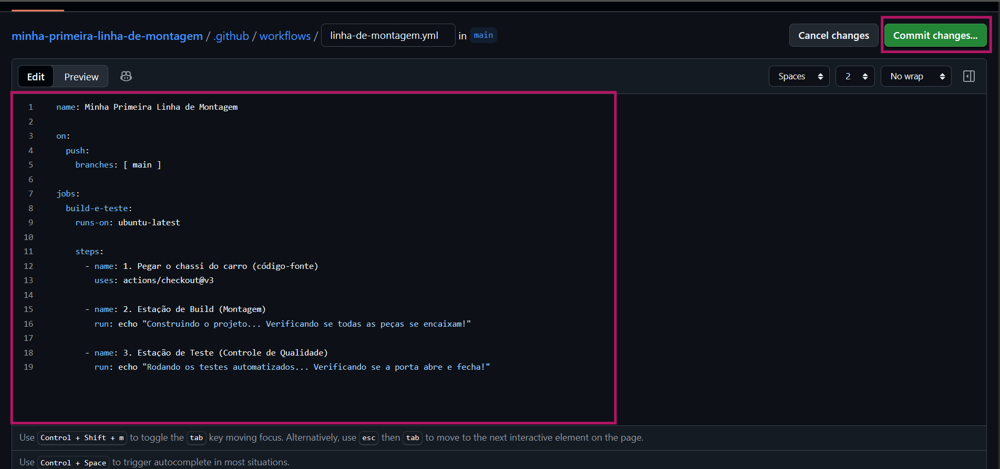 minha-primeira-linha-de-montagem / .github / workflows / linha-de-montagem.yml in main Cancel changes Commit changes...
Edit Preview Spaces 2 No wrap
1 name: Minha Primeira Linha de Montagem
2
3 on:
4 push:
5 branches: [ main ]
6
7 jobs:
8 build-e-teste:
9 runs-on: ubuntu-latest
10
11 steps:
12 - name: 1. Pegar o chassi do carro (código-fonte)
13 uses: actions/checkout@v3
14
15 - name: 2. Estação de Build (Montagem)
16 run: echo "Construindo o projeto... Verificando se todas as peças se encaixam!"
17
18 - name: 3. Estação de Teste (Controle de Qualidade)
19 run: echo "Rodando os testes automatizados... Verificando se a porta abre e fecha!"
Use Control + Shift + m to toggle the tab key moving focus. Alternatively, use esc then tab to move to the next interactive element on the page.
Use Control + Space to trigger autocomplete in most situations.